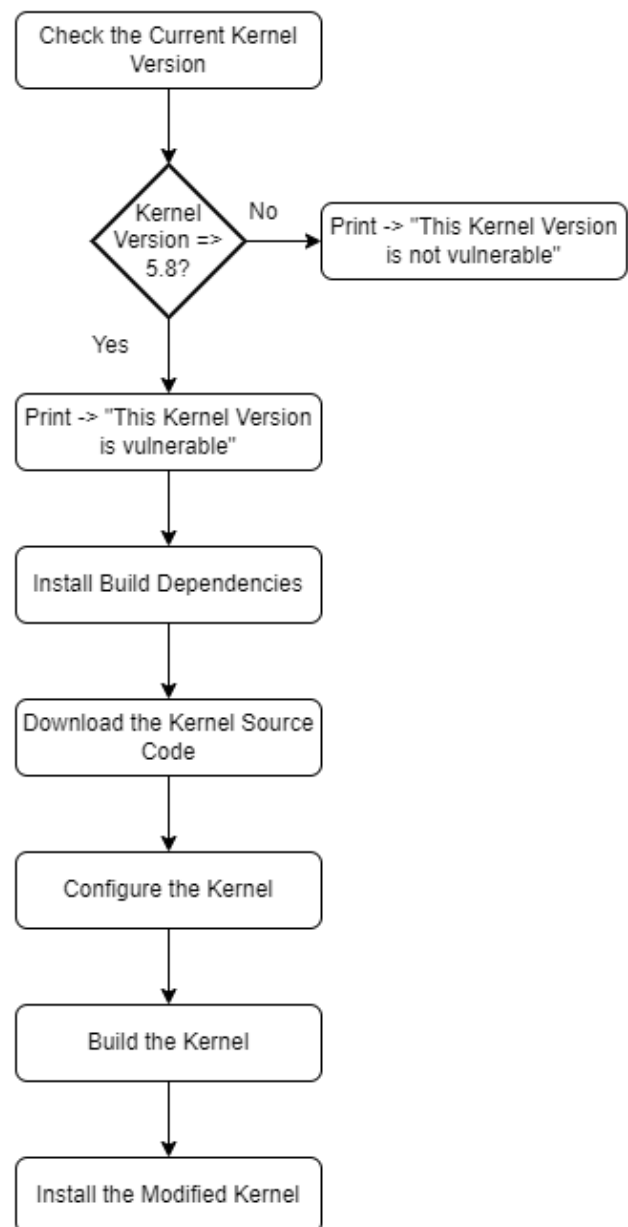 Check the Current Kernel
Version
Kernel
Version =>
5.8?
No
Print -> "This Kernel Version
is not vulnerable"
Yes
Print -> "This Kernel Version
is vulnerable"
Install Build Dependencies
Download the Kernel Source
Code
Configure the Kernel
Build the Kernel
Install the Modified Kernel